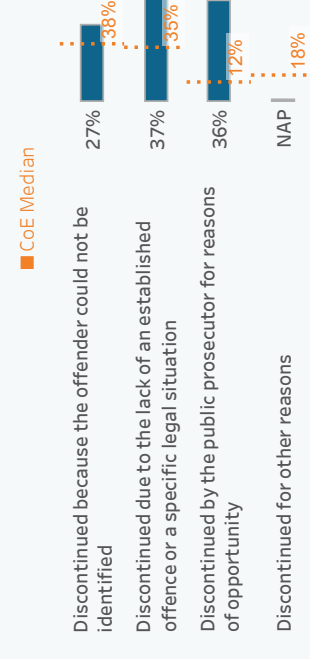 CoE Median
Discontinued because the offender could not be
identified
27%
38%
Discontinued due to the lack of an established
offence or a specific legal situation
37%
35%
Discontinued by the public prosecutor for reasons
of opportunity
36%
12%
Discontinued for other reasons
NAP
18%